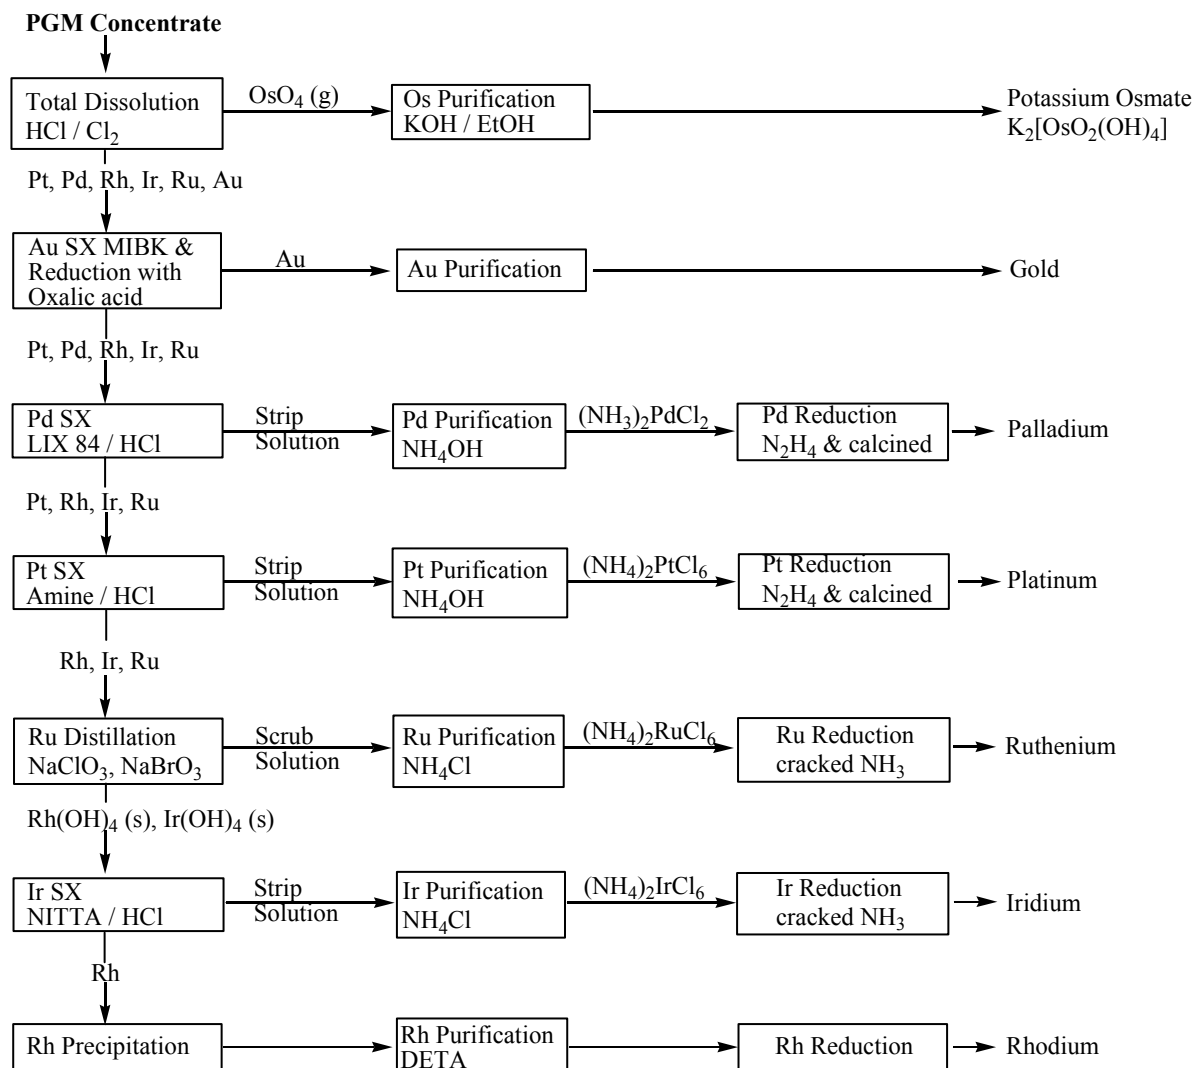 PGM Concentrate
Total Dissolution
HCl / Cl₂
OsO₄ (g)
Os Purification
KOH / EtOH
Potassium Osmate
K₂[OsO₂(OH)₄]
Pt, Pd, Rh, Ir, Ru, Au
Au SX MIBK &
Reduction with
Oxalic acid
Au
Au Purification
Gold
Pt, Pd, Rh, Ir, Ru
Pd SX
LIX 84 / HCl
Strip
Solution
Pd Purification
NH₄OH
(NH₃)₂PdCl₂
Pd Reduction
N₂H₄ & calcined
Palladium
Pt, Rh, Ir, Ru
Pt SX
Amine / HCl
Strip
Solution
Pt Purification
NH₄OH
(NH₄)₂PtCl₆
Pt Reduction
N₂H₄ & calcined
Platinum
Rh, Ir, Ru
Ru Distillation
NaClO₃, NaBrO₃
Scrub
Solution
Ru Purification
NH₄Cl
(NH₄)₂RuCl₆
Ru Reduction
cracked NH₃
Ruthenium
Rh(OH)₄ (s), Ir(OH)₄ (s)
Ir SX
NITTA / HCl
Strip
Solution
Ir Purification
NH₄Cl
(NH₄)₂IrCl₆
Ir Reduction
cracked NH₃
Iridium
Rh
Rh Precipitation
Rh Purification
DETA
Rh Reduction
Rhodium